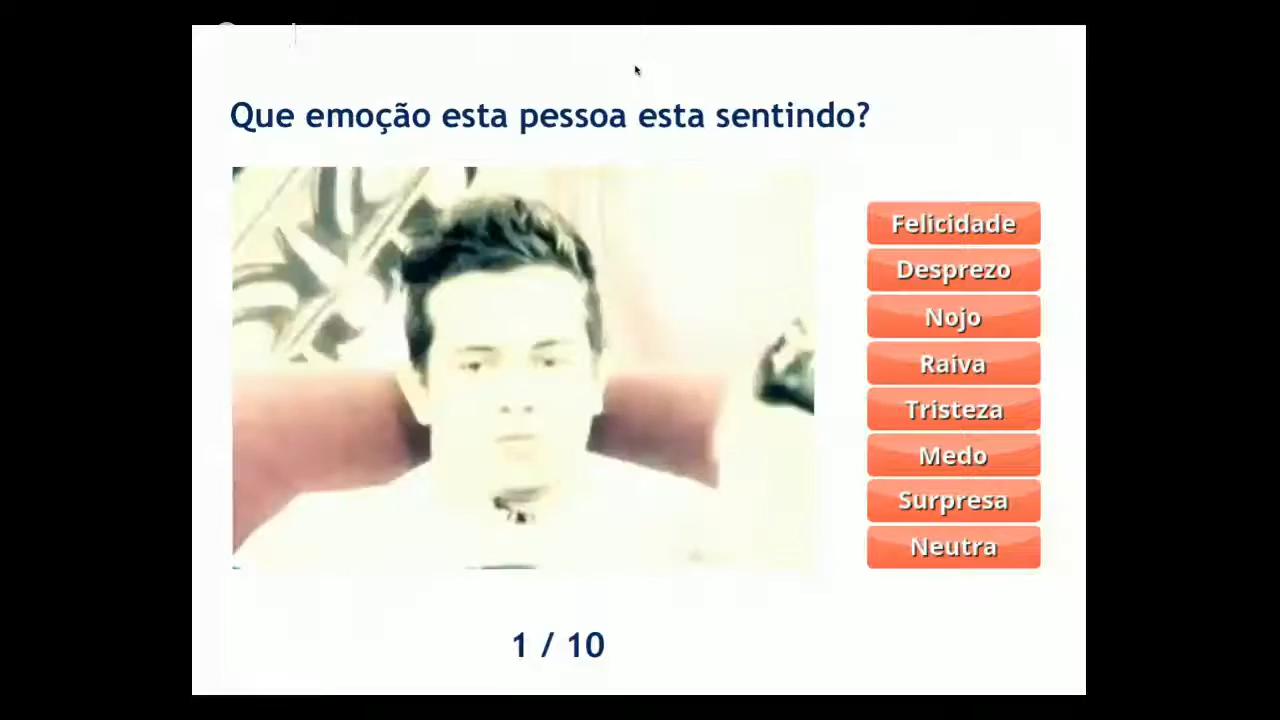 Que emoção esta pessoa esta sentindo?
Felicidade
Desprezo
Nojo
Raiva
Tristeza
Medo
Surpresa
Neutra
1 / 10